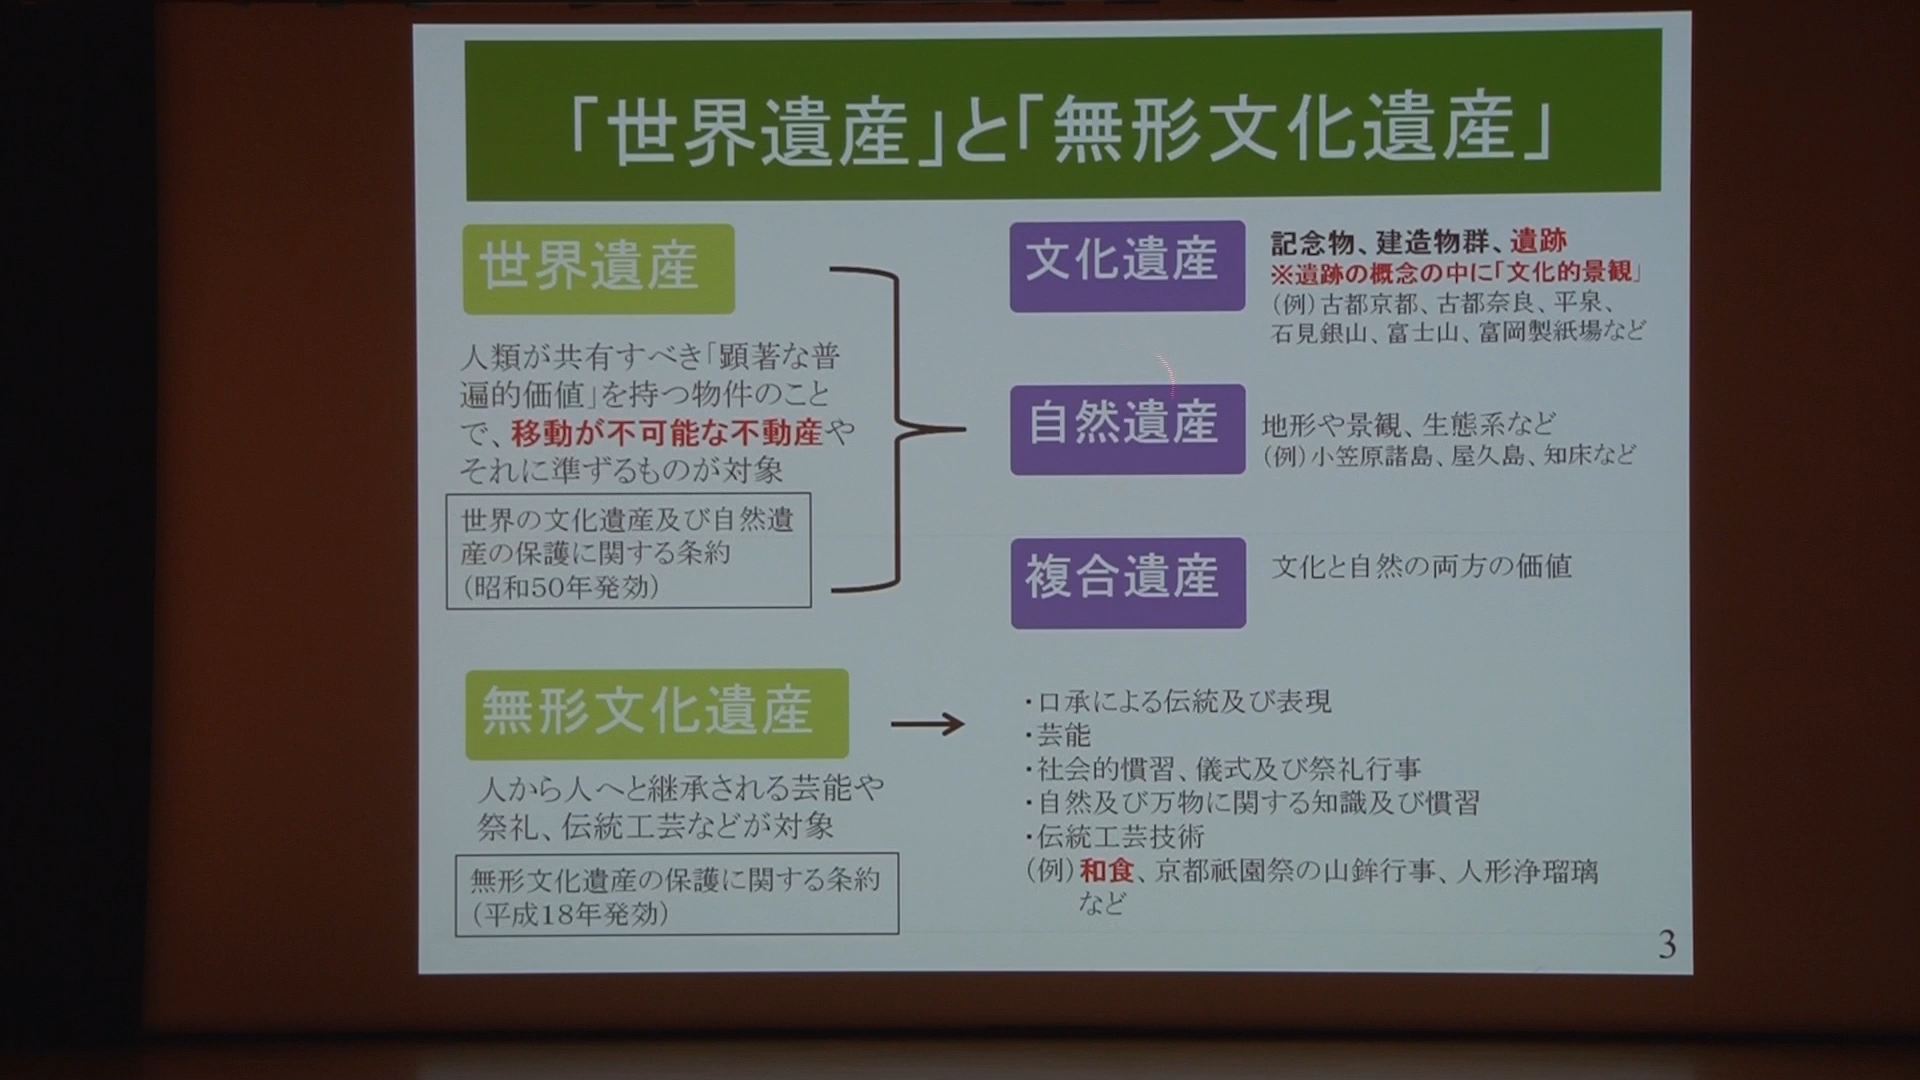 「世界遺産」と「無形文化遺産」
世界遺産
人類が共有すべき「顕著な普
遍的価値」を持つ物件のこと
で、移動が不可能な不動産や
それに準ずるものが対象
世界の文化遺産及び自然遺
産の保護に関する条約
（昭和50年発効）
文化遺産
記念物、建造物群、遺跡
※遺跡の概念の中に「文化的景観」
（例）古都京都、古都奈良、平泉、
石見銀山、富士山、富岡製紙場など
自然遺産
地形や景観、生態系など
（例）小笠原諸島、屋久島、知床など
複合遺産
文化と自然の両方の価値
無形文化遺産
人から人へと継承される芸能や
祭礼、伝統工芸などが対象
無形文化遺産の保護に関する条約
（平成18年発効）
・口承による伝統及び表現
・芸能
・社会的慣習、儀式及び祭礼行事
・自然及び万物に関する知識及び慣習
・伝統工芸技術
（例）和食、京都祇園祭の山鉾行事、人形浄瑠璃
など
3